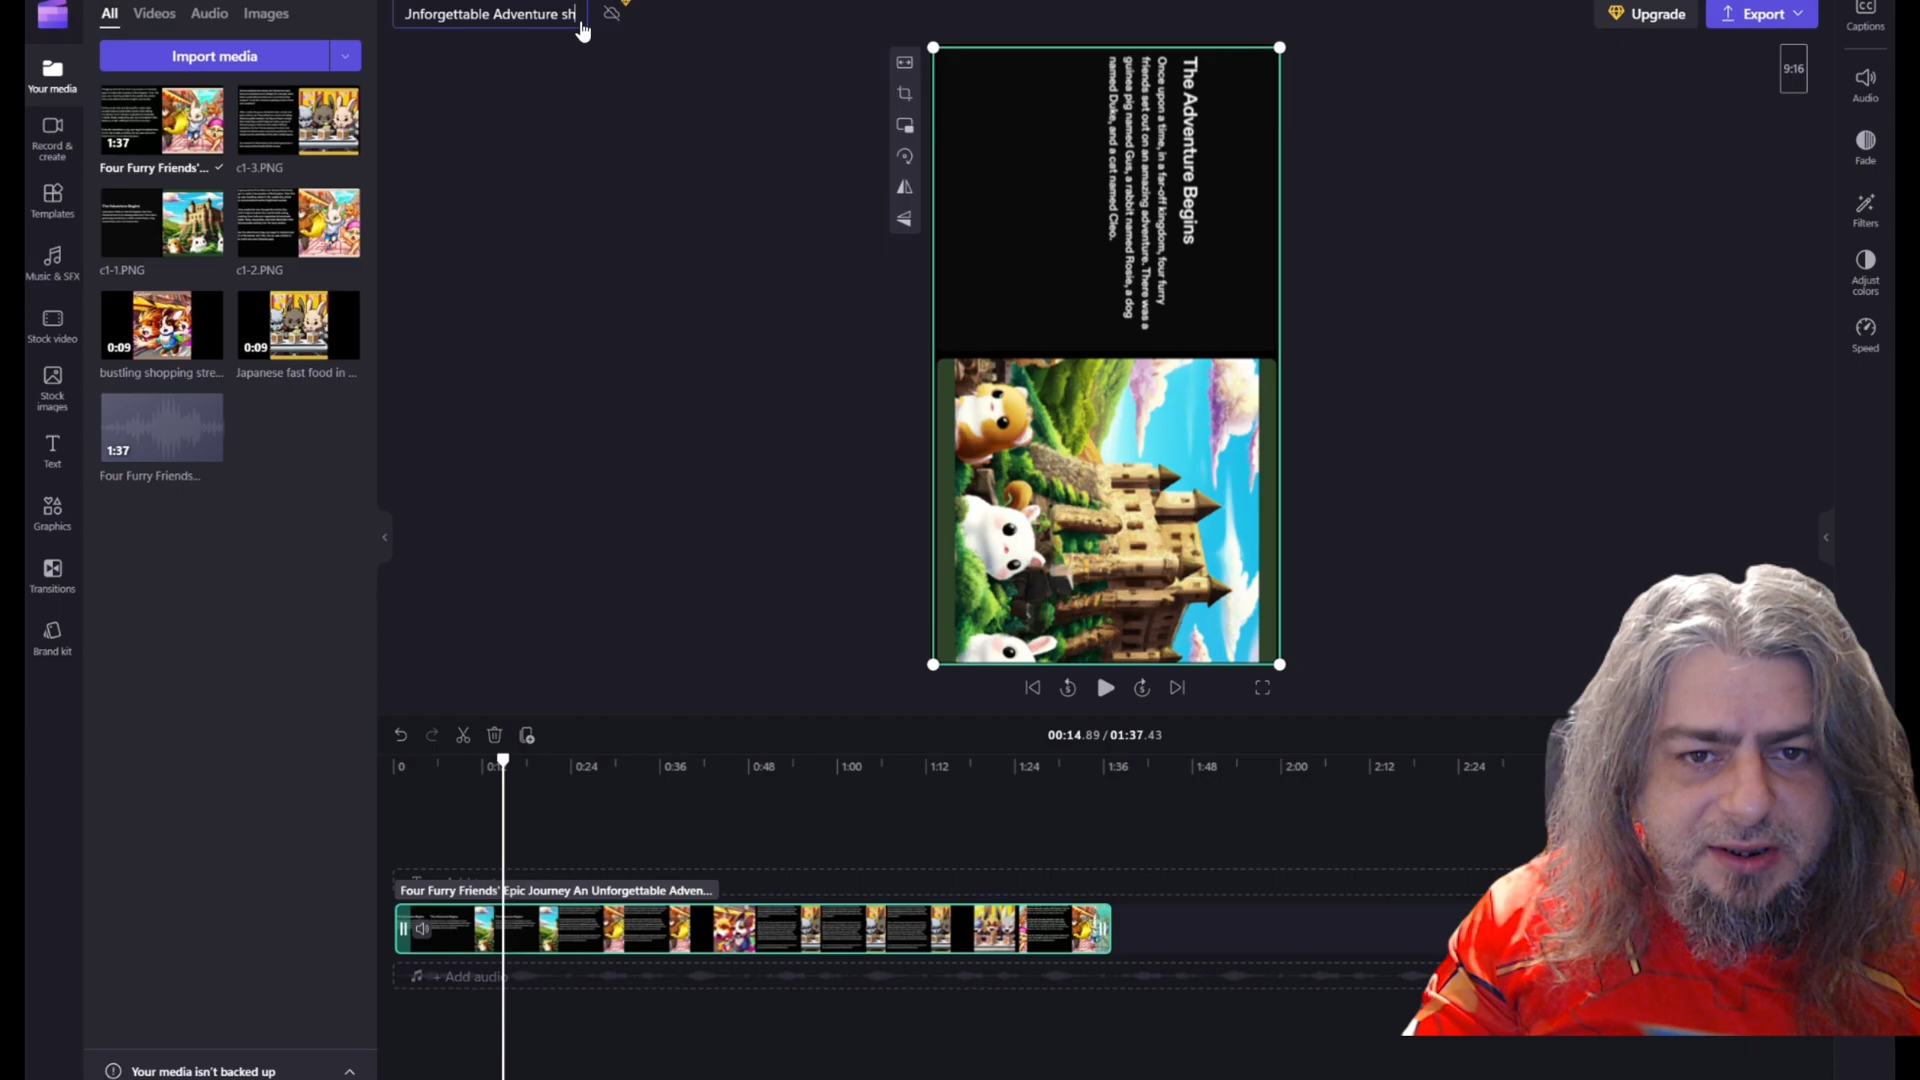 All
Videos
Audio
Images
Jnforgettable Adventure sh
Upgrade
Export
CC
Captions
Import media
Your media
Record &
create
Templates
Music & SFX
Stock video
Stock
images
Text
Graphics
Transitions
Brand kit
1:37
Four Furry Friends'...
c1-3.PNG
c1-1.PNG
c1-2.PNG
0:09
bustling shopping stre...
0:09
Japanese fast food in ...
1:37
Four Furry Friends...
The Adventure Begins
Once upon a time, in a far-off kingdom, four furry
friends set out on an amazing adventure. There was a
guinea pig named Gus, a rabbit named Rosie, a dog
named Duke, and a cat named Cleo.
9:16
Audio
Fade
Filters
Adjust
colors
Speed
5
5
00:14.89 / 01:37.43
0
0:24
0:36
0:48
1:00
1:12
1:24
1:36
1:48
2:00
2:12
2:24
Four Furry Friends' Epic Journey An Unforgettable Adven...
+ Add audio
Your media isn't backed up